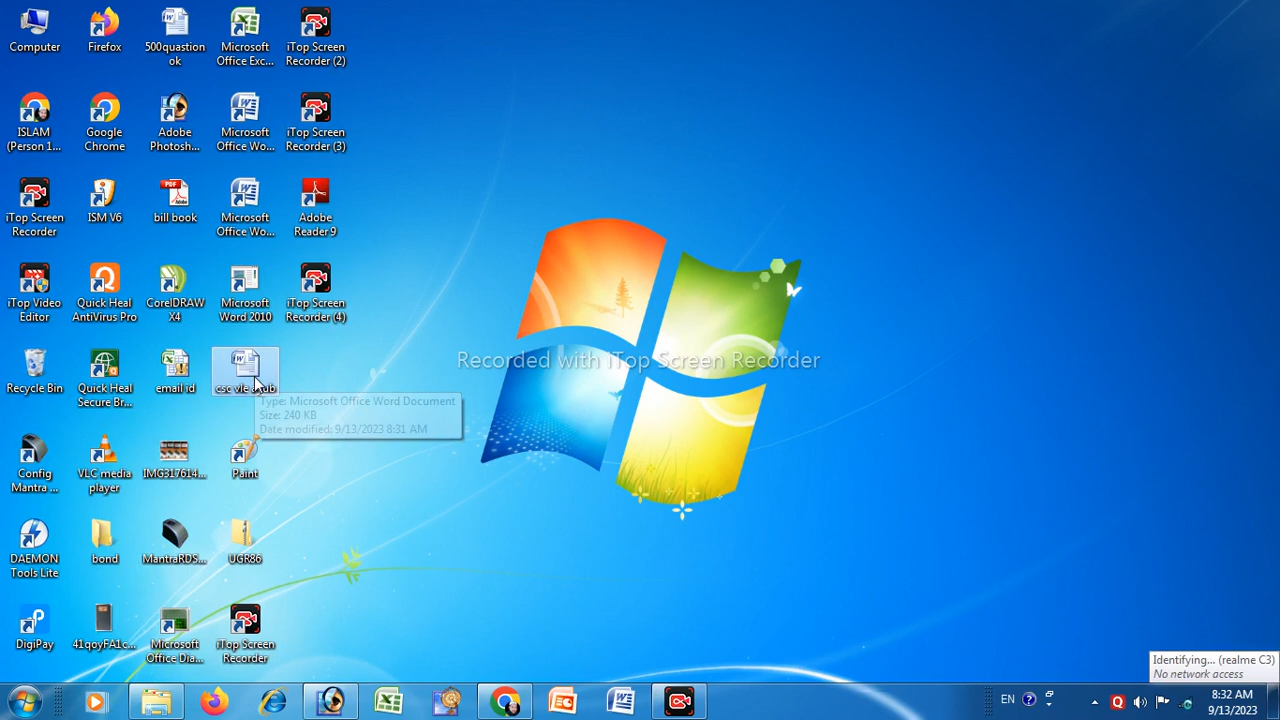 Computer
Firefox
500quastion
ok
Microsoft
Office Exc...
iTop Screen
Recorder (2)
ISLAM
(Person 1...
Google
Chrome
Adobe
Photosh...
Microsoft
Office Wo...
iTop Screen
Recorder (3)
iTop Screen
Recorder
ISM V6
bill book
Microsoft
Office Wo...
Adobe
Reader 9
iTop Video
Editor
Quick Heal
AntiVirus Pro
CorelDRAW
X4
Microsoft
Word 2010
iTop Screen
Recorder (4)
Recorded with iTop Screen Recorder
Recycle Bin
Quick Heal
Secure Br...
email id
csc vle
Type: Microsoft Office Word Document
Size: 240 KB
Date modified: 9/13/2023 8:31 AM
Config
Mantra ...
VLC media
player
IMG317614...
Paint
DAEMON
Tools Lite
bond
MantraRDS...
UGR86
DigiPay
41qoyFA1c...
Microsoft
Office Dia...
iTop Screen
Recorder
Identifying... (realme C3)
No network access
EN
8:32 AM
9/13/2023